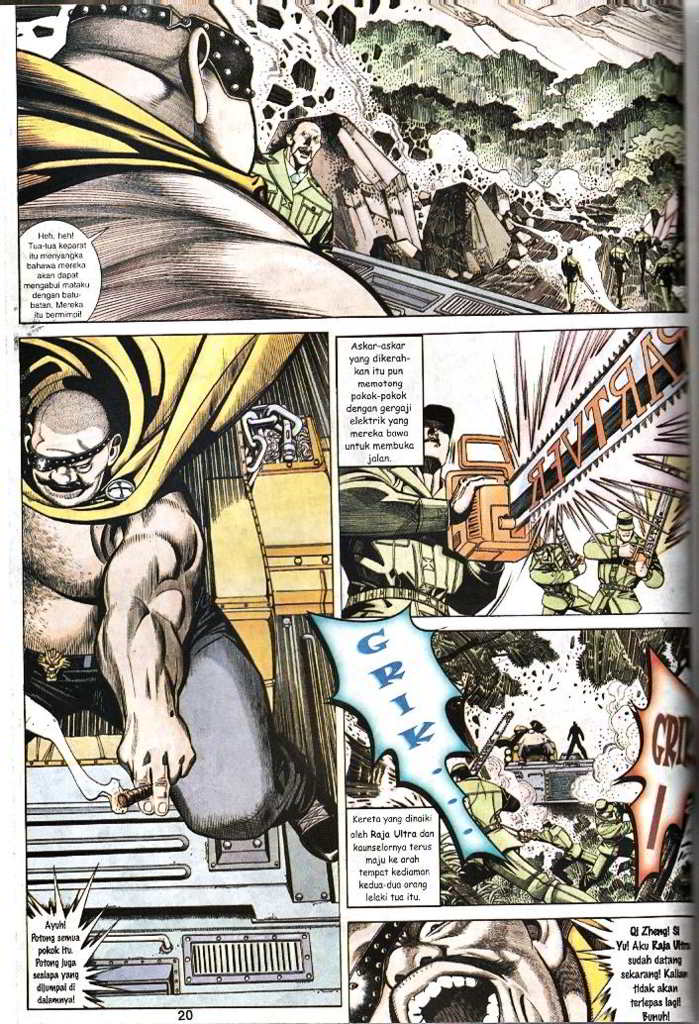 Heh, heh!
Tua-tua keparat
itu menyangka
bahawa mereka
akan dapat
mengabui mataku
dengan batu-
batan. Mereka
itu bermimpi!
Askar-askar
yang dikerah-
kan itu pun
memotong
pokok-pokok
dengan gergaji
elektrik yang
mereka bawa
untuk membuka
jalan.
GRIK....
Kereta yang dinaiki
oleh Raja Ultra dan
kaunselornya terus
maju ke arah
tempat kediaman
kedua-dua orang
lelaki tua itu.
Ayuh!
Potong semua
pokok itu.
Potong juga
sesiapa yang
dijumpai di
dalamnya!
Qi Zheng! Si
Yu! Aku Raja Ultra
sudah datang
sekarang! Kalian
tidak akan
terlepas lagi!
Bunuh!
20